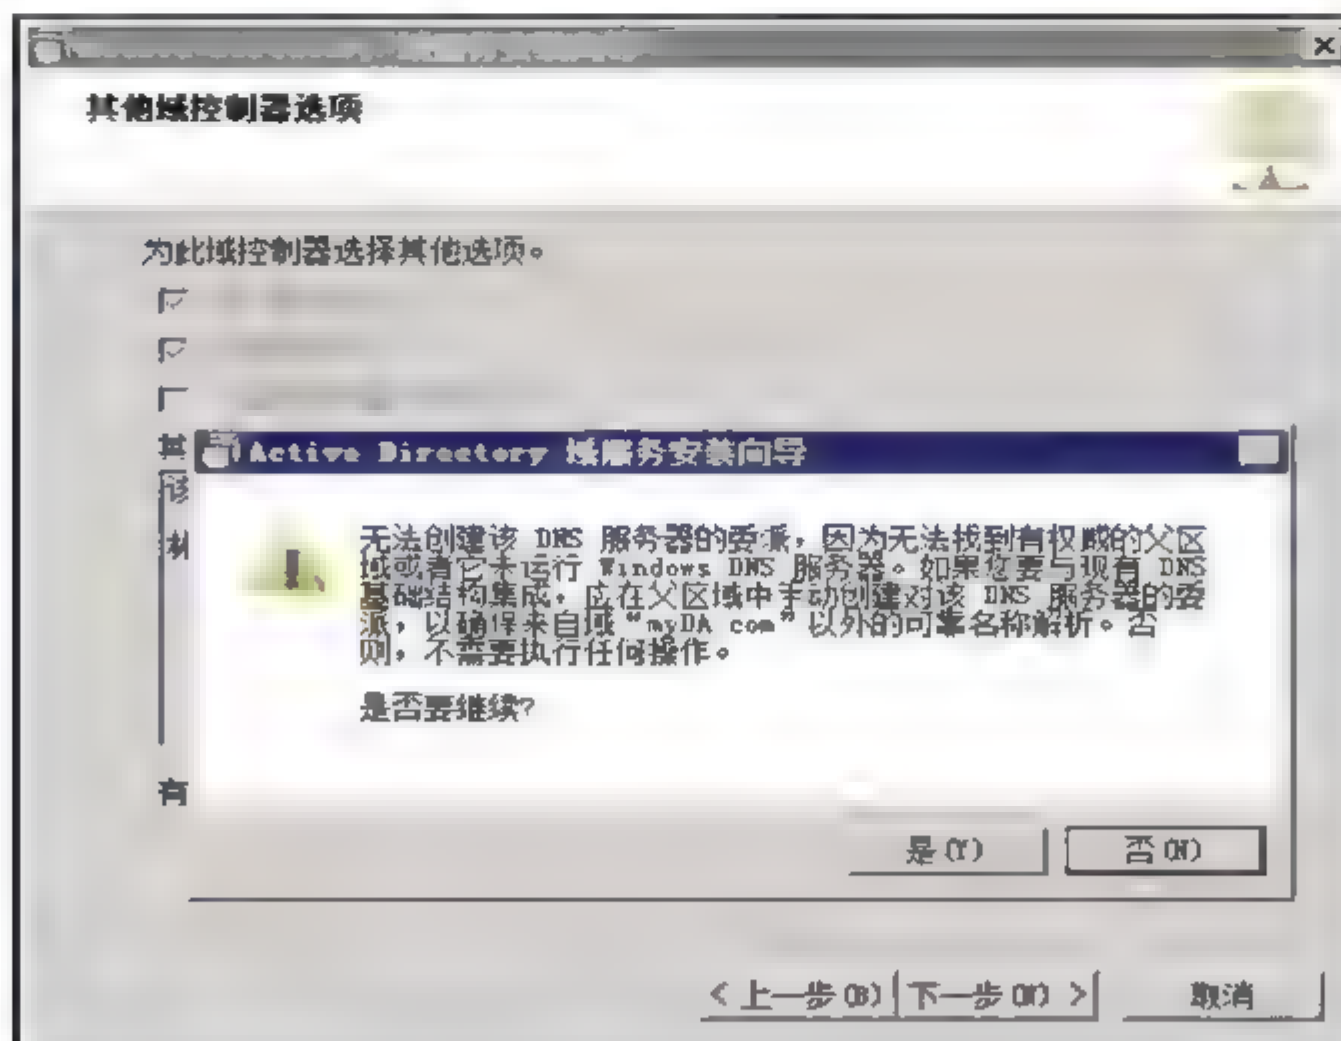 其他域控制器选项
为此域控制器选择其他选项。
其
该
有
Active Directory 域服务安装向导
无法创建该 DNS 服务器的委派，因为无法找到有权威的父区
域或者它未运行 Windows DNS 服务器。如果您要与现有 DNS
基础结构集成，应在父区域中手动创建对该 DNS 服务器的委
派，以确保来自域“myDA com”以外的可靠名称解析。否
则，不需要执行任何操作。
是否要继续?
是(Y)
否(N)
< 上一步(B)
下一步(N) >
取消